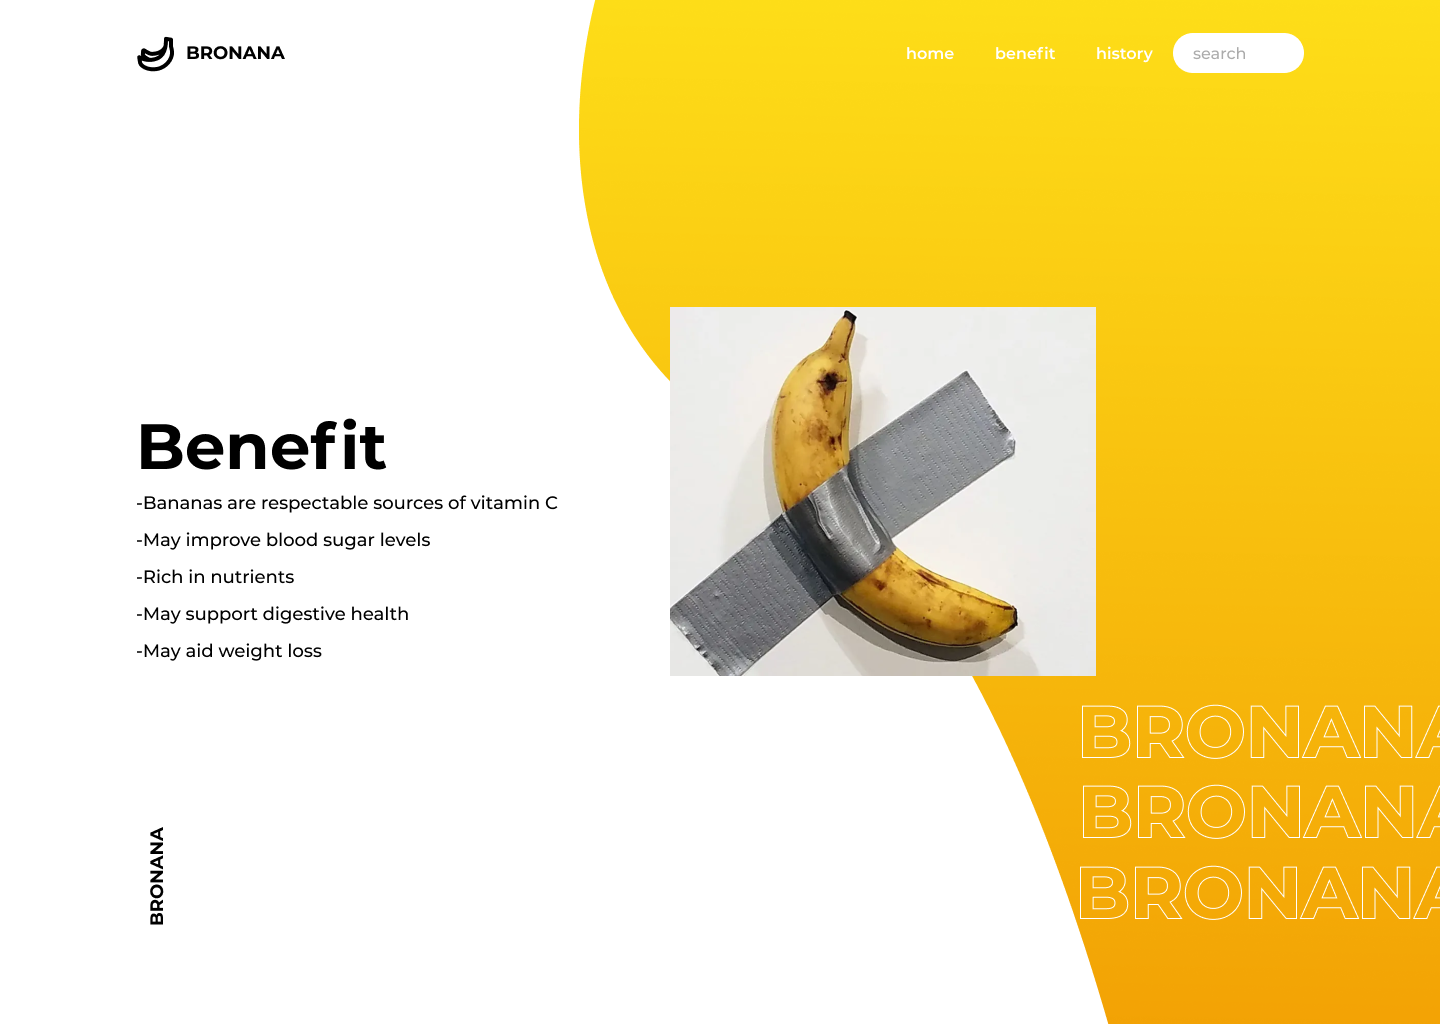 BRONANA
home
benefit
history
search
Benefit
-Bananas are respectable sources of vitamin C
-May improve blood sugar levels
-Rich in nutrients
-May support digestive health
-May aid weight loss
BRONANA
BRONANA
BRONANA
BRONANA